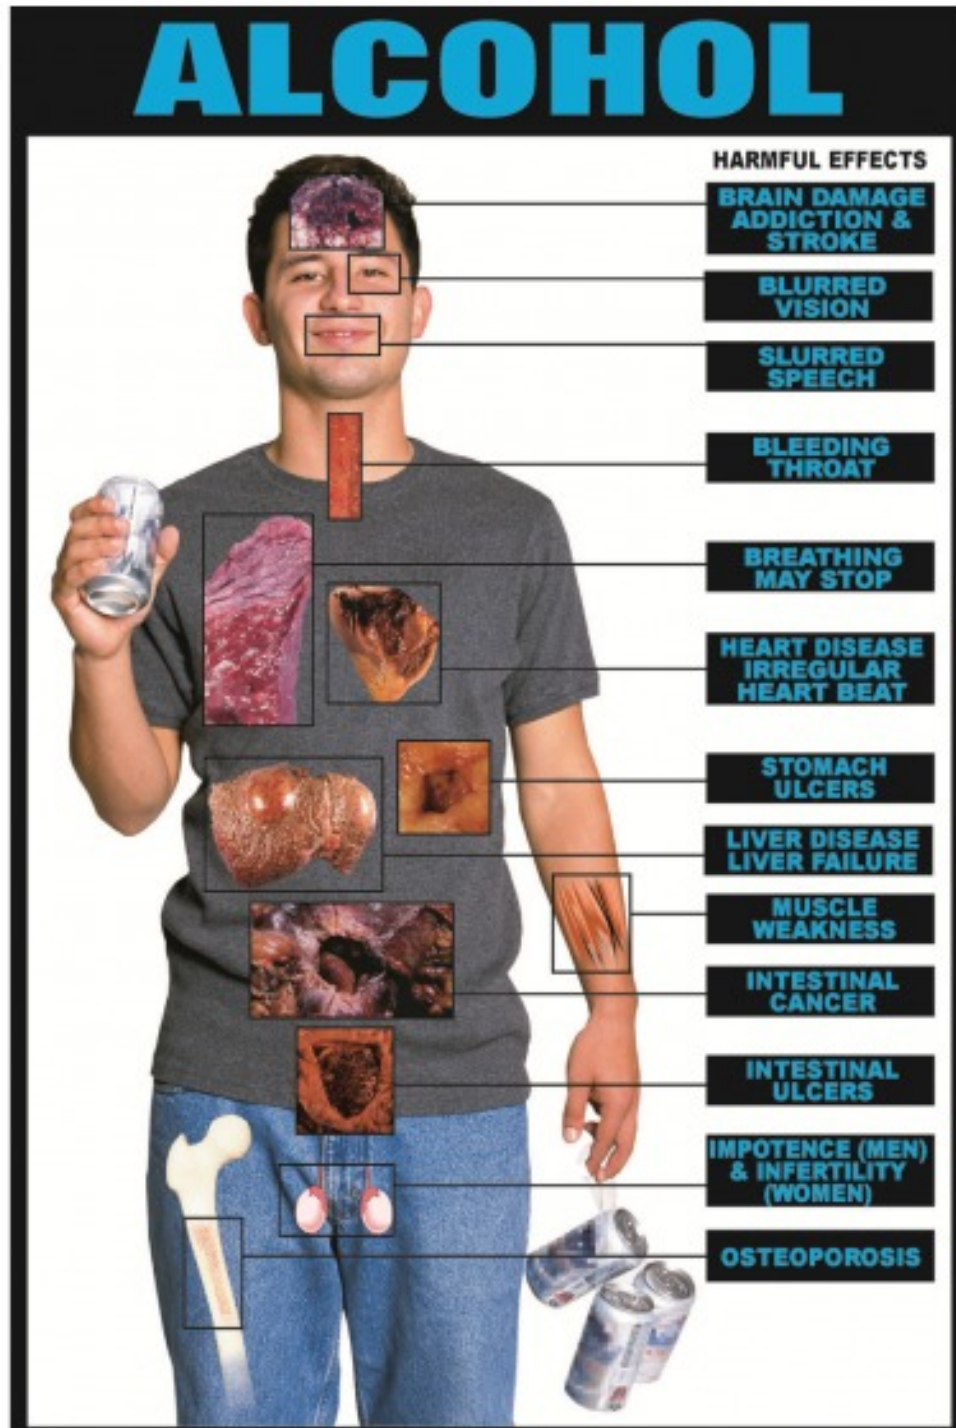 ALCOHOL
HARMFUL EFFECTS
BRAIN DAMAGE
ADDICTION &
STROKE
BLURRED
VISION
SLURRED
SPEECH
BLEEDING
THROAT
BREATHING
MAY STOP
HEART DISEASE
IRREGULAR
HEART BEAT
STOMACH
ULCERS
LIVER DISEASE
LIVER FAILURE
MUSCLE
WEAKNESS
INTESTINAL
CANCER
INTESTINAL
ULCERS
IMPOTENCE (MEN)
& INFERTILITY
(WOMEN)
OSTEOPOROSIS